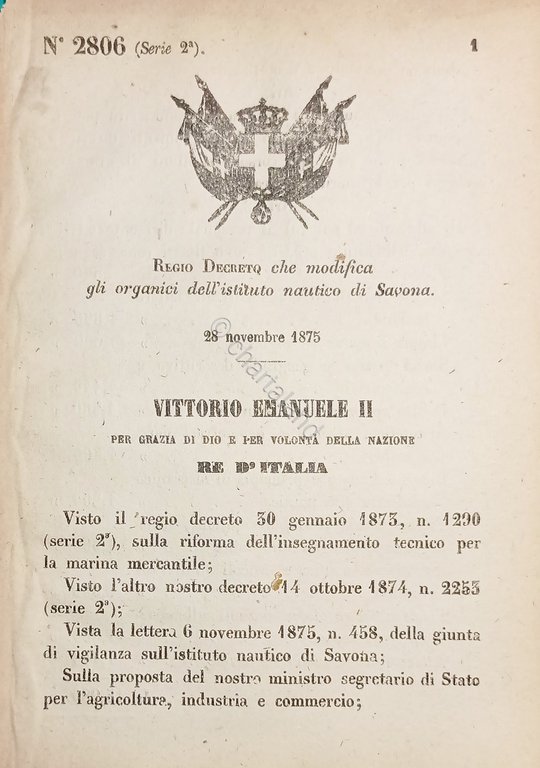 N° 2806 (Serie 2ª). 1
REGIO DECRETO che modifica
gli organici dell'istituto nautico di Savona.
28 novembre 1875
VITTORIO EMANUELE II
PER GRAZIA DI DIO E PER VOLONTÀ DELLA NAZIONE
RE D'ITALIA
Visto il regio decreto 30 gennaio 1873, n. 1290
(serie 2ª), sulla riforma dell'insegnamento tecnico per
la marina mercantile;
Visto l'altro nostro decreto 14 ottobre 1874, n. 2253
(serie 2ª);
Vista la lettera 6 novembre 1875, n. 458, della giunta
di vigilanza sull'istituto nautico di Savona;
Sulla proposta del nostro ministro segretario di Stato
per l'agricoltura, industria e commercio;